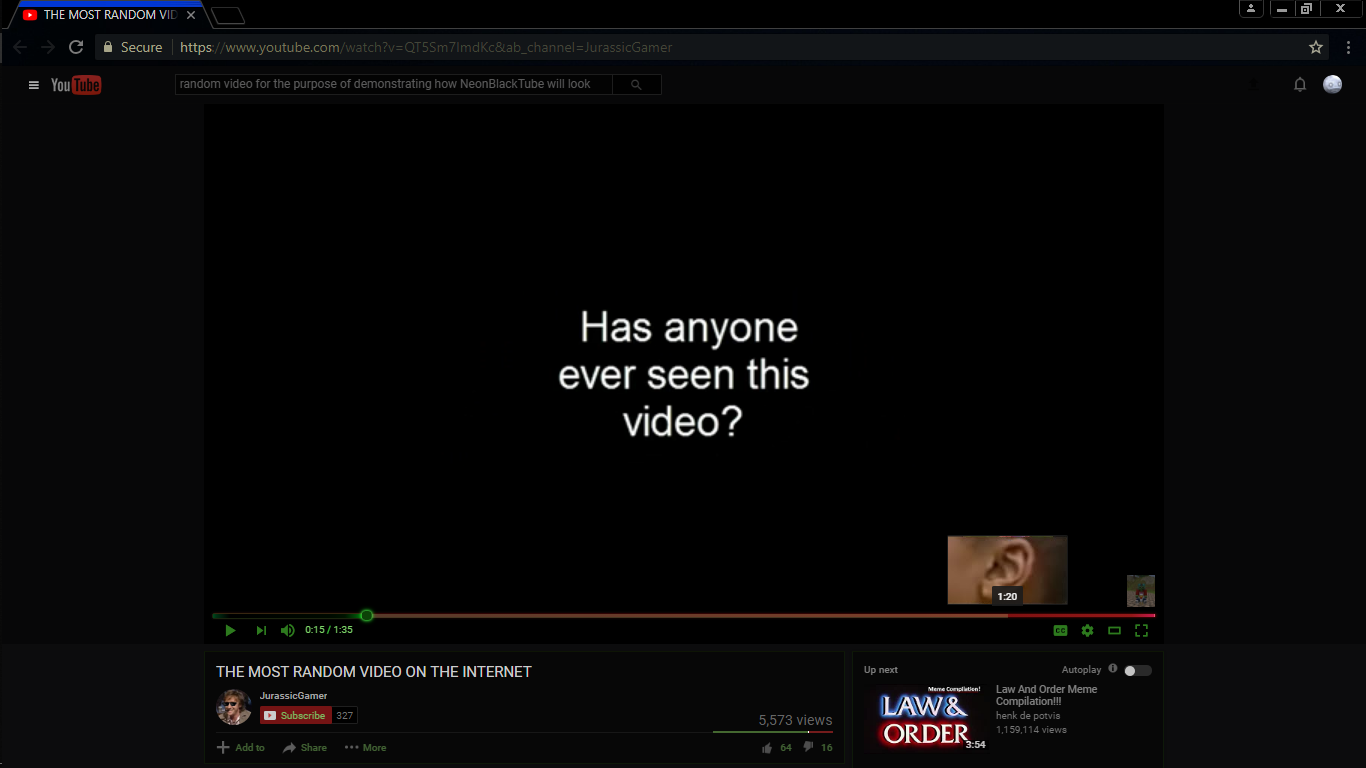 THE MOST RANDOM VID
Secure
https://www.youtube.com/watch?v=QT5Sm7lmdKc&ab_channel=JurassicGamer
YouTube
random video for the purpose of demonstrating how NeonBlackTube will look
Has anyone
ever seen this
video?
1:20
0:15 / 1:35
CC
THE MOST RANDOM VIDEO ON THE INTERNET
JurassicGamer
Subscribe 327
5,573 views
Add to Share More
64 16
Up next
Autoplay
Meme Compilation!
LAW&
ORDER
3:54
Law And Order Meme
Compilation!!!
henk de potvis
1,159,114 views